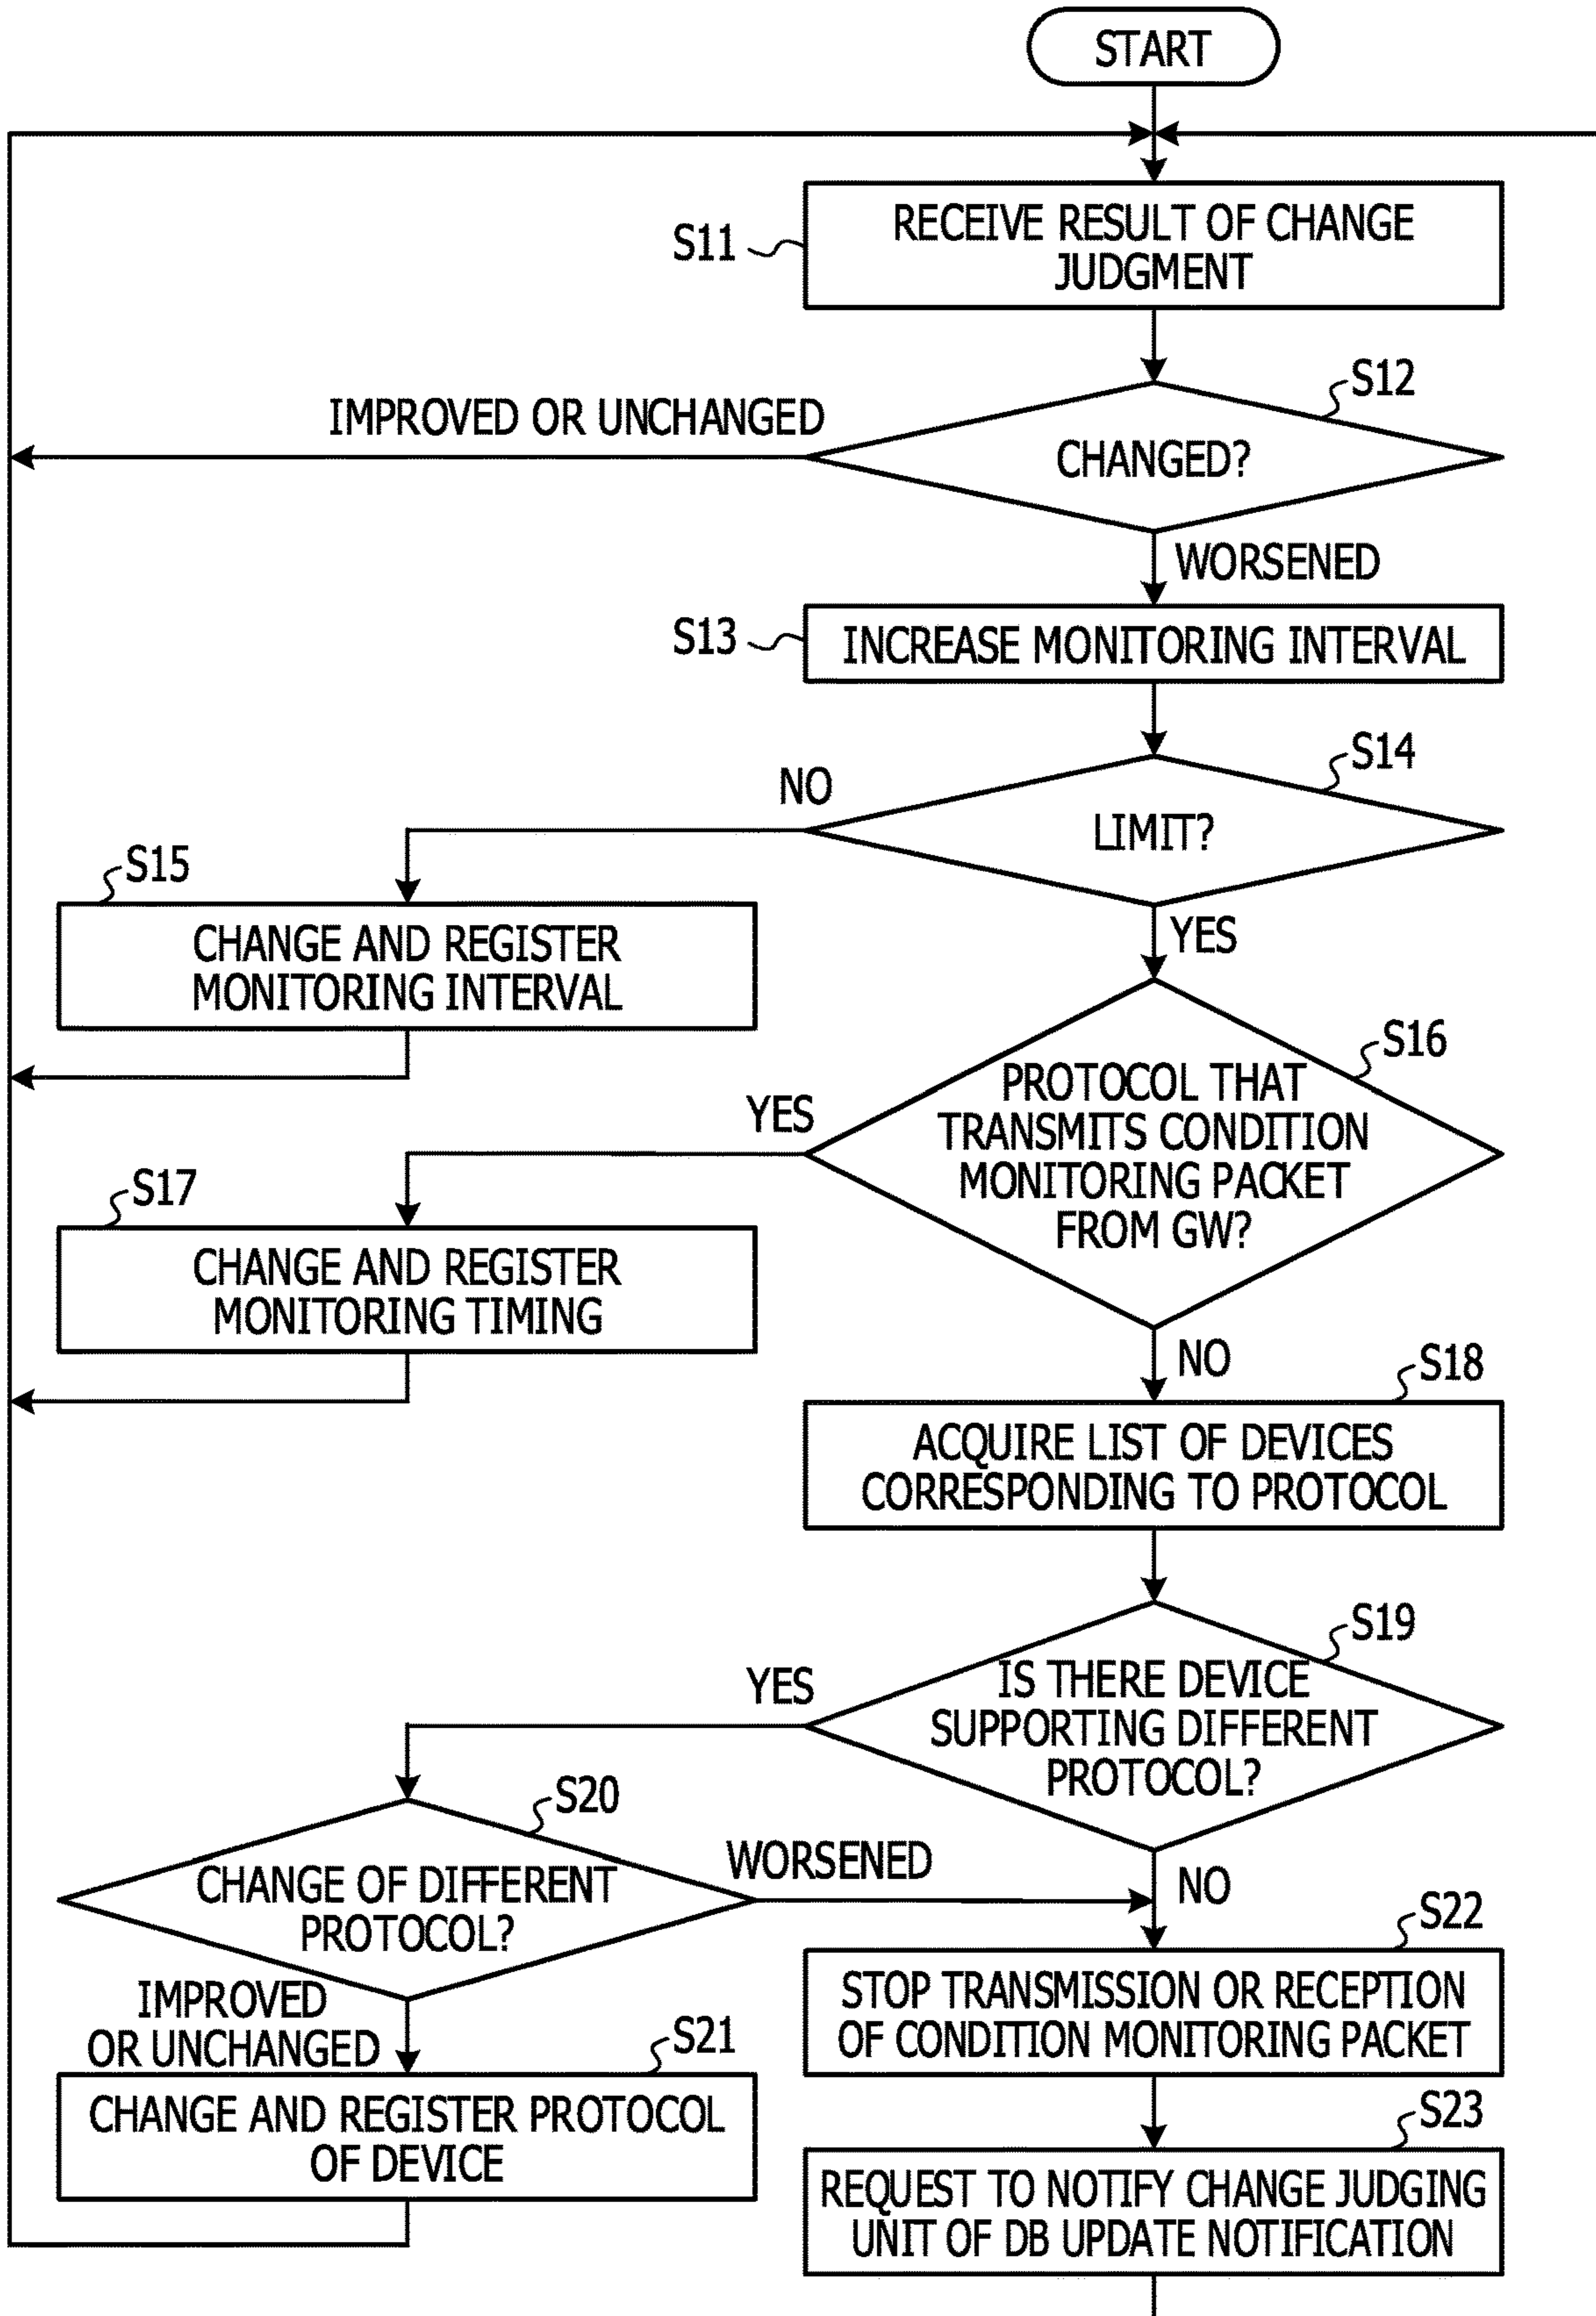 START
RECEIVE RESULT OF CHANGE
JUDGMENT
S11
S12
IMPROVED OR UNCHANGED
CHANGED?
WORSENED
S13
INCREASE MONITORING INTERVAL
S14
NO
LIMIT?
YES
S15
CHANGE AND REGISTER
MONITORING INTERVAL
S16
PROTOCOL THAT
TRANSMITS CONDITION
MONITORING PACKET
FROM GW?
YES
S17
CHANGE AND REGISTER
MONITORING TIMING
NO
S18
ACQUIRE LIST OF DEVICES
CORRESPONDING TO PROTOCOL
S19
IS THERE DEVICE
SUPPORTING DIFFERENT
PROTOCOL?
YES
S20
CHANGE OF DIFFERENT
PROTOCOL?
WORSENED
NO
S22
STOP TRANSMISSION OR RECEPTION
OF CONDITION MONITORING PACKET
IMPROVED
OR UNCHANGED
S21
CHANGE AND REGISTER PROTOCOL
OF DEVICE
S23
REQUEST TO NOTIFY CHANGE JUDGING
UNIT OF DB UPDATE NOTIFICATION